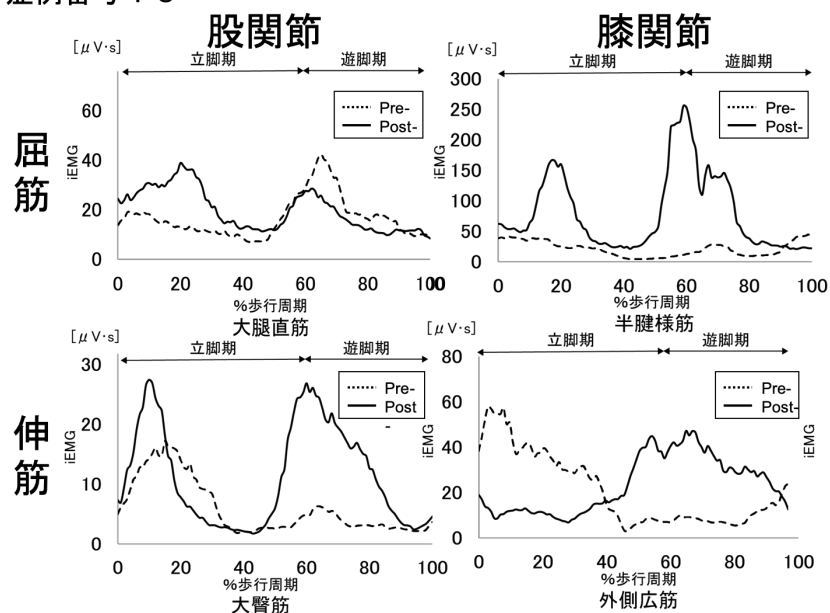 股関節
膝関節
屈筋
伸筋
[μV·s]
立脚期
遊脚期
Pre-
Post-
iEMG
60
40
20
0
0 20 40 60 80 100
%歩行周期
大腿直筋
[μV·s]
立脚期
遊脚期
Pre-
Post-
iEMG
300
250
200
150
100
50
0
0 20 40 60 80 100
%歩行周期
半腱様筋
[μV·s]
立脚期
遊脚期
Pre-
Post
-
iEMG
30
20
10
0
0 20 40 60 80 100
%歩行周期
大臀筋
[μV·s]
立脚期
遊脚期
Pre-
Post-
iEMG
iEMG
80
60
40
20
0
0 20 40 60 80 100
%歩行周期
外側広筋